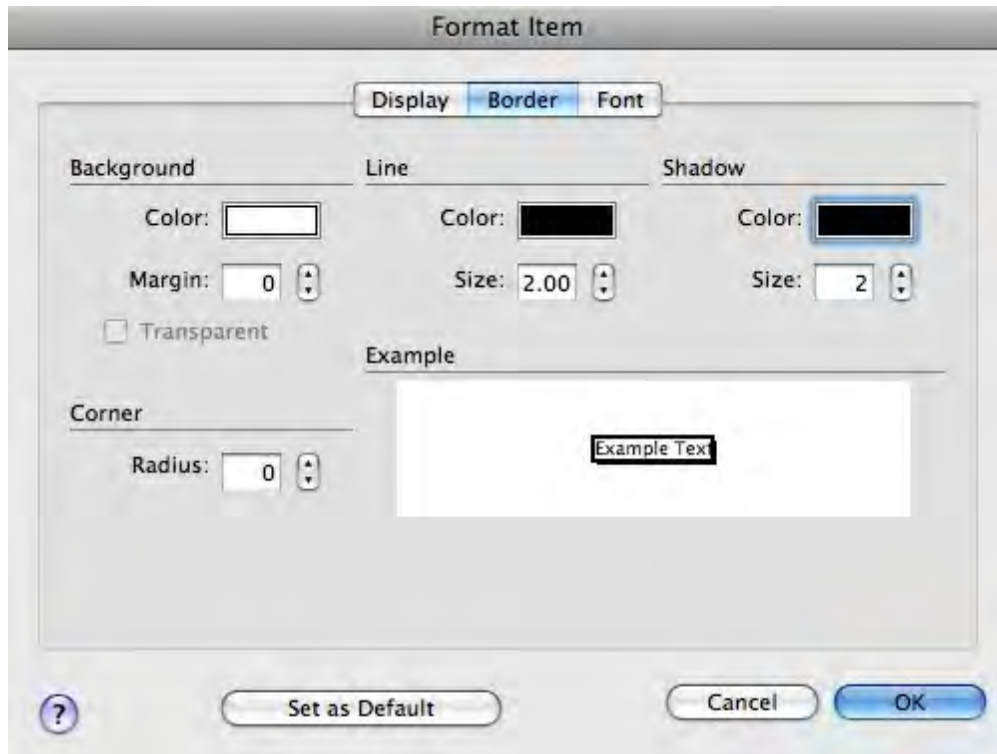 Format Item
Display Border Font
Background Line Shadow
Color: Color: Color:
Margin: 0 Size: 2.00 Size: 2
Transparent
Example
Corner
Example Text
Radius: 0
? Set as Default Cancel OK